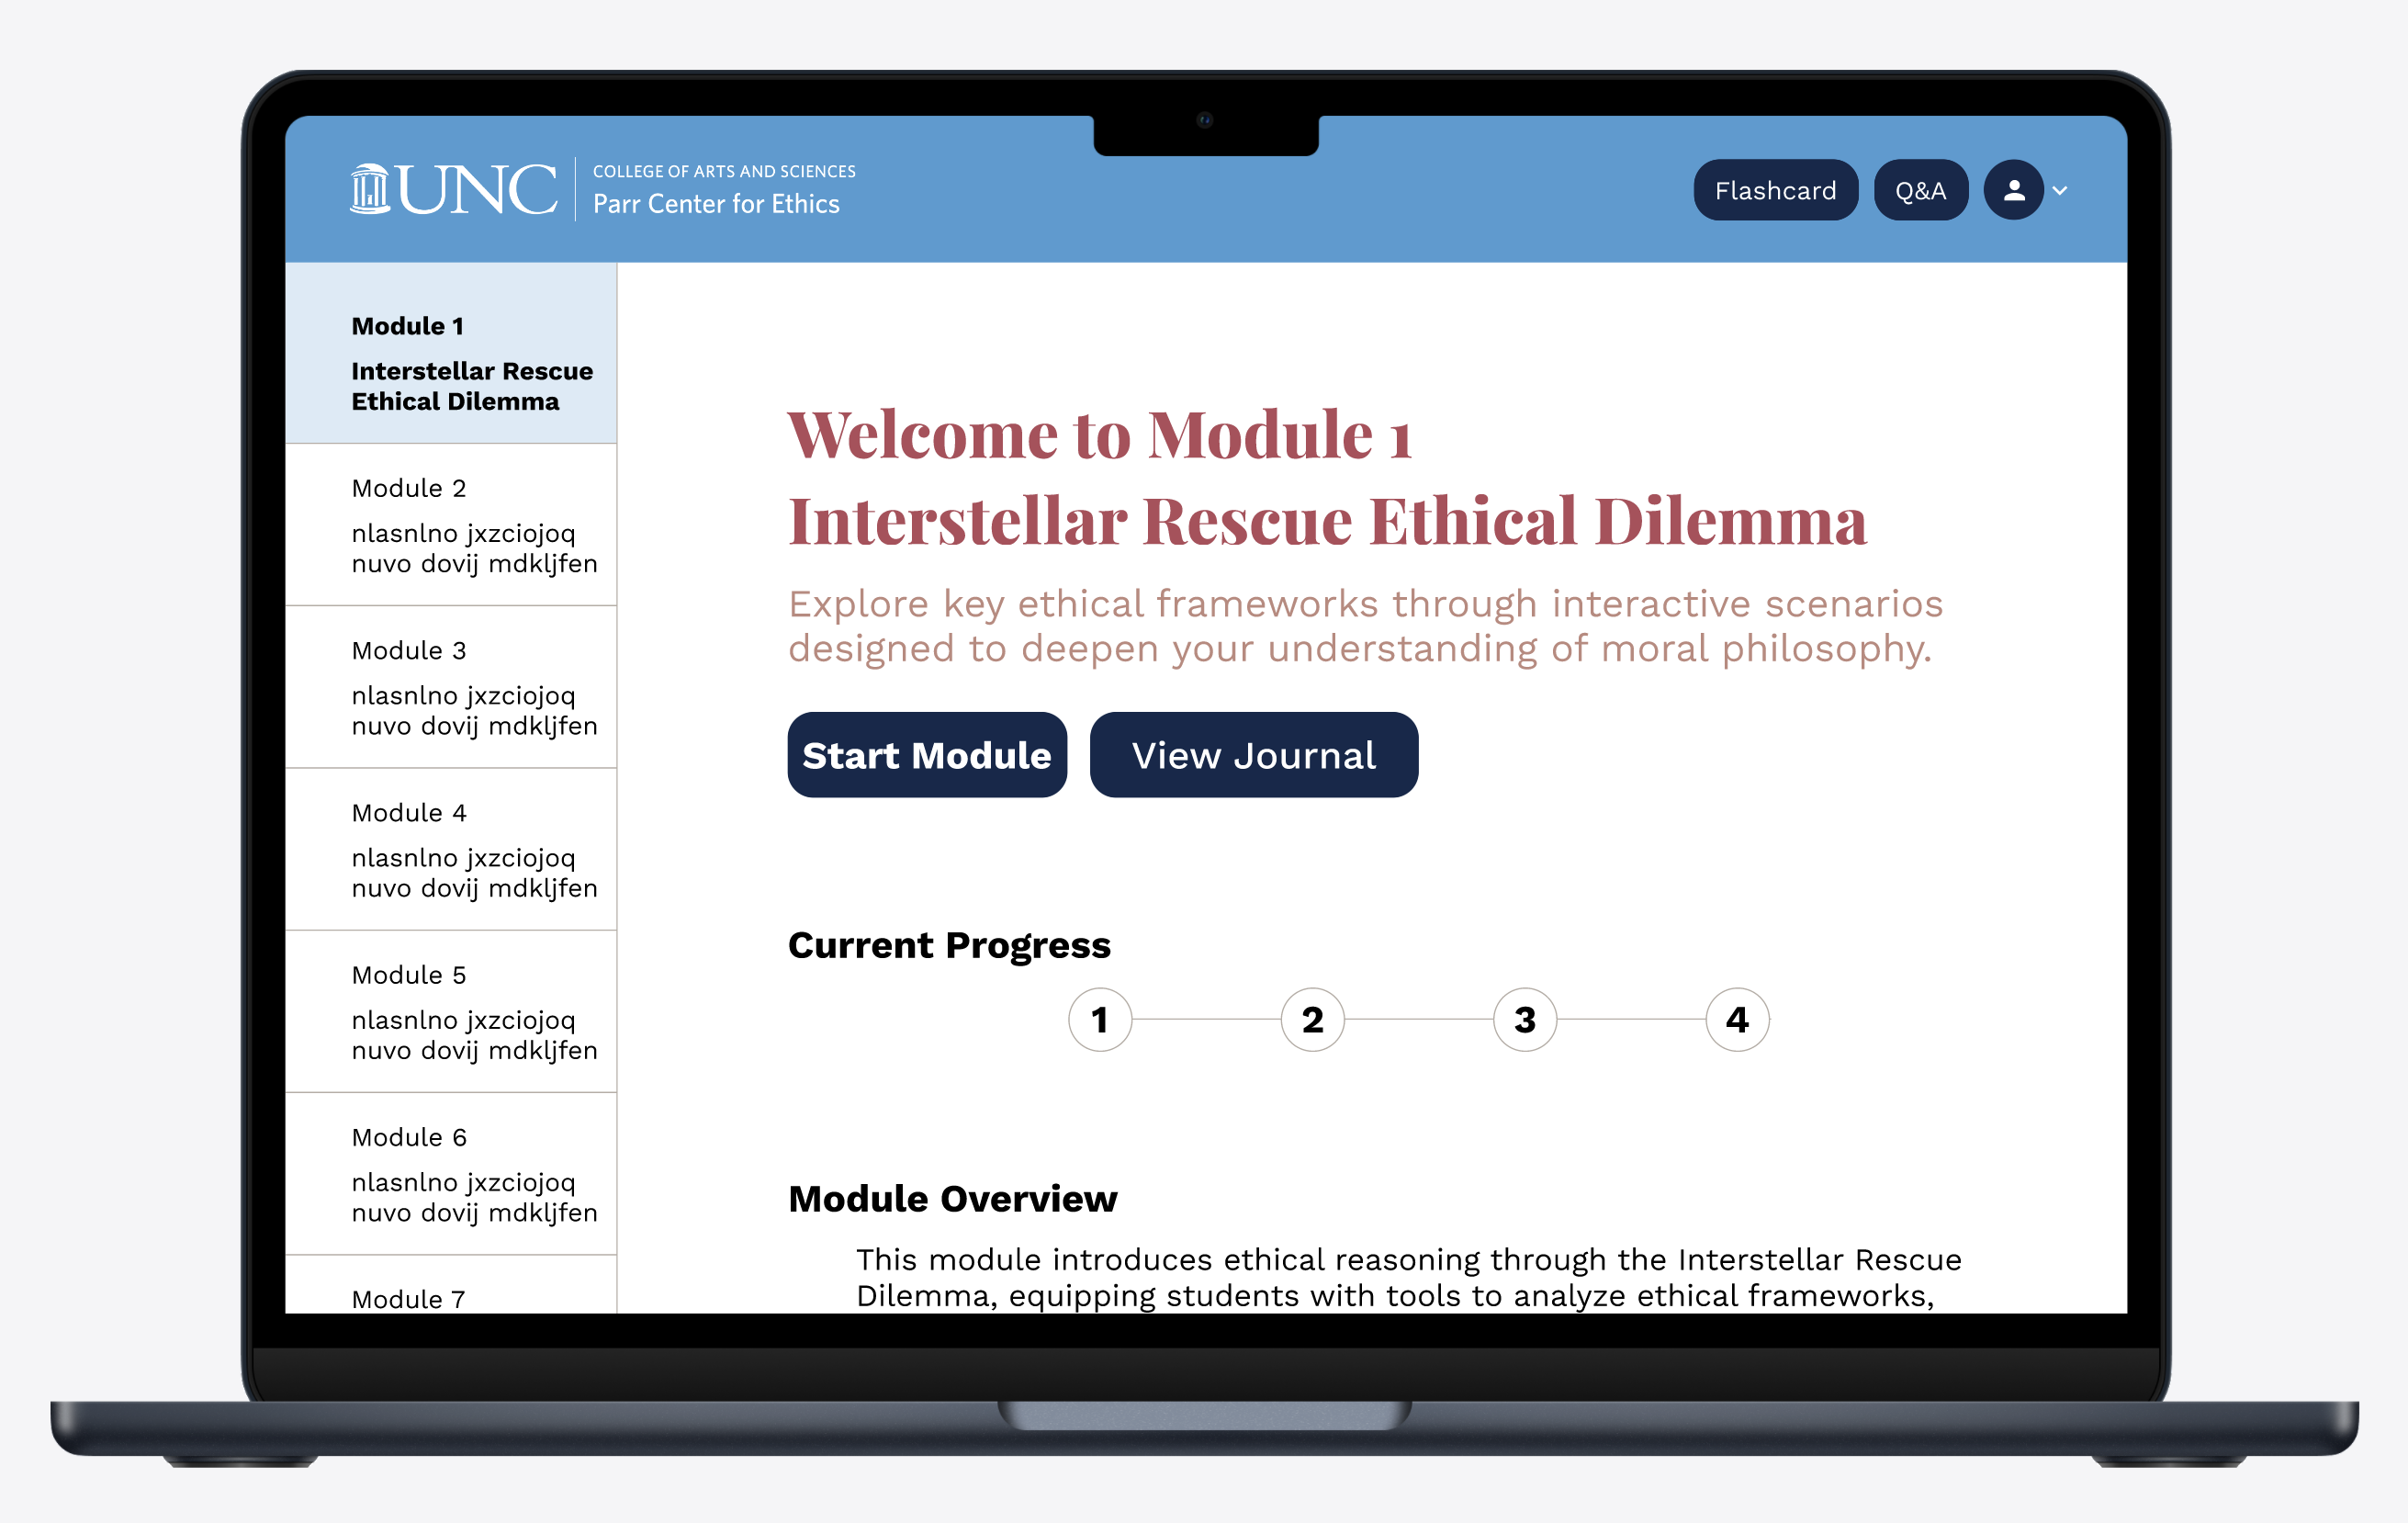 UNC
COLLEGE OF ARTS AND SCIENCES
Parr Center for Ethics
Flashcard
Q&A
Module 1
Interstellar Rescue
Ethical Dilemma
Module 2
nlasnlno jxzciojoq
nuvo dovij mdkljfen
Module 3
nlasnlno jxzciojoq
nuvo dovij mdkljfen
Module 4
nlasnlno jxzciojoq
nuvo dovij mdkljfen
Module 5
nlasnlno jxzciojoq
nuvo dovij mdkljfen
Module 6
nlasnlno jxzciojoq
nuvo dovij mdkljfen
Module 7
Welcome to Module 1
Interstellar Rescue Ethical Dilemma
Explore key ethical frameworks through interactive scenarios
designed to deepen your understanding of moral philosophy.
Start Module
View Journal
Current Progress
1
2
3
4
Module Overview
This module introduces ethical reasoning through the Interstellar Rescue
Dilemma, equipping students with tools to analyze ethical frameworks,